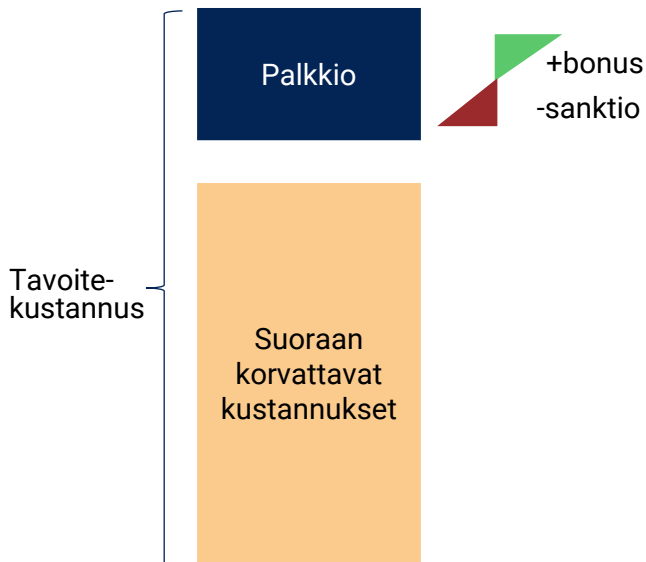 Palkkio
+bonus
-sanktio
Tavoite-
kustannus
Suoraan
korvattavat
kustannukset